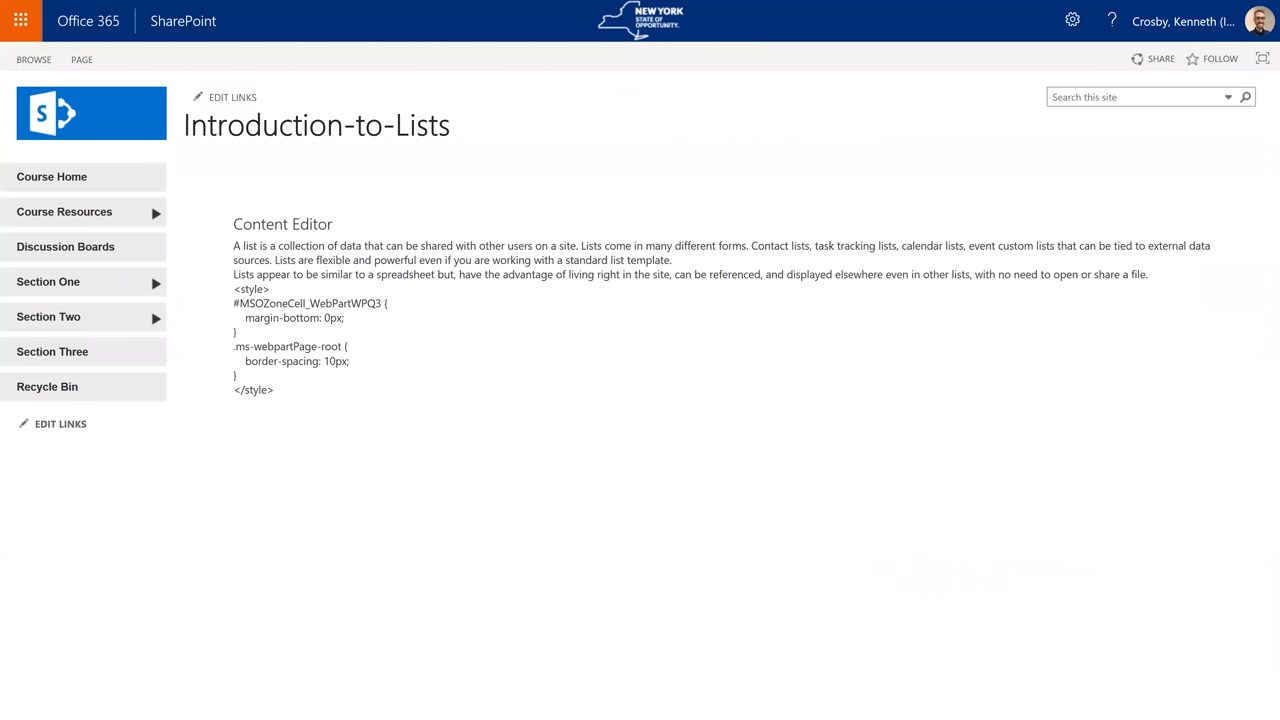 Office 365
SharePoint
NEW YORK
STATE OF
OPPORTUNITY.
?
Crosby, Kenneth (I...
BROWSE
PAGE
SHARE
FOLLOW
S
EDIT LINKS
Search this site
Introduction-to-Lists
Course Home
Course Resources
Discussion Boards
Section One
Section Two
Section Three
Recycle Bin
EDIT LINKS
Content Editor
A list is a collection of data that can be shared with other users on a site. Lists come in many different forms. Contact lists, task tracking lists, calendar lists, event custom lists that can be tied to external data
sources. Lists are flexible and powerful even if you are working with a standard list template.
Lists appear to be similar to a spreadsheet but, have the advantage of living right in the site, can be referenced, and displayed elsewhere even in other lists, with no need to open or share a file.
<style>
#MSOZoneCell_WebPartWPQ3 {
margin-bottom: 0px;
}
.ms-webpartPage-root {
border-spacing: 10px;
}
</style>